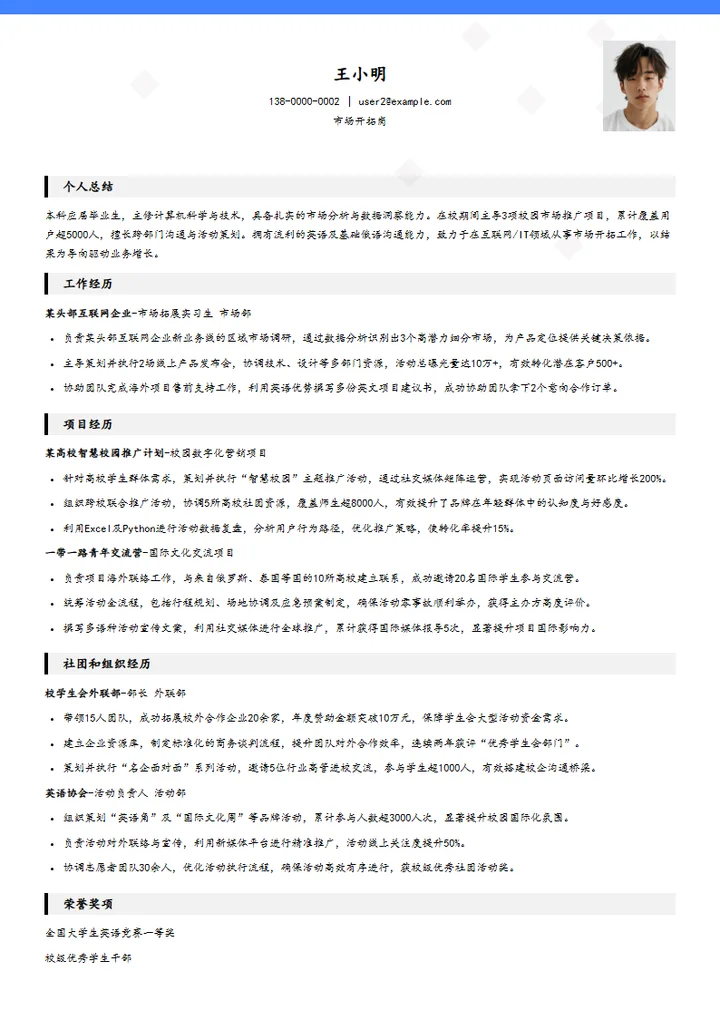 王小明
138-0000-0002 | user2@example.com
市场开拓岗
个人总结
本科应届毕业生，主修计算机科学与技术，具备扎实的市场分析与数据洞察能力。在校期间主导3项校园市场推广项目，累计覆盖用
户超5000人，擅长跨部门沟通与活动策划。拥有流利的英语及基础俄语沟通能力，致力于在互联网/IT领域从事市场开拓工作，以结
果为导向驱动业务增长。
工作经历
某头部互联网企业-市场拓展实习生 市场部
• 负责某头部互联网企业新业务线的区域市场调研，通过数据分析识别出3个高潜力细分市场，为产品定位提供关键决策依据。
• 主导策划并执行2场线上产品发布会，协调技术、设计等多部门资源，活动总曝光量达10万+，有效转化潜在客户500+。
• 协助团队完成海外项目售前支持工作，利用英语优势撰写多份英文项目建议书，成功协助团队拿下2个意向合作订单。
项目经历
某高校智慧校园推广计划-校园数字化营销项目
• 针对高校学生群体需求，策划并执行“智慧校园”主题推广活动，通过社交媒体矩阵运营，实现活动页面访问量环比增长200%。
• 组织跨校联合推广活动，协调5所高校社团资源，覆盖师生超8000人，有效提升了品牌在年轻群体中的认知度与好感度。
• 利用Excel及Python进行活动数据复盘，分析用户行为路径，优化推广策略，使转化率提升15%。
一带一路青年交流营-国际文化交流项目
• 负责项目海外联络工作，与来自俄罗斯、泰国等国的10所高校建立联系，成功邀请20名国际学生参与交流营。
• 统筹活动全流程，包括行程规划、场地协调及应急预案制定，确保活动零事故顺利举办，获得主办方高度评价。
• 撰写多语种活动宣传文案，利用社交媒体进行全球推广，累计获得国际媒体报导5次，显著提升项目国际影响力。
社团和组织经历
校学生会外联部-部长 外联部
• 带领15人团队，成功拓展校外合作企业20余家，年度赞助金额突破10万元，保障学生会大型活动资金需求。
• 建立企业资源库，制定标准化的商务谈判流程，提升团队对外合作效率，连续两年获评“优秀学生会部门”。
• 策划并执行“名企面对面”系列活动，邀请5位行业高管进校交流，参与学生超1000人，有效搭建校企沟通桥梁。
英语协会-活动负责人 活动部
• 组织策划“英语角”及“国际文化周”等品牌活动，累计参与人数超3000人次，显著提升校园国际化氛围。
• 负责活动对外联络与宣传，利用新媒体平台进行精准推广，活动线上关注度提升50%。
• 协调志愿者团队30余人，优化活动执行流程，确保活动高效有序进行，获校级优秀社团活动奖。
荣誉奖项
全国大学生英语竞赛一等奖
校级优秀学生干部